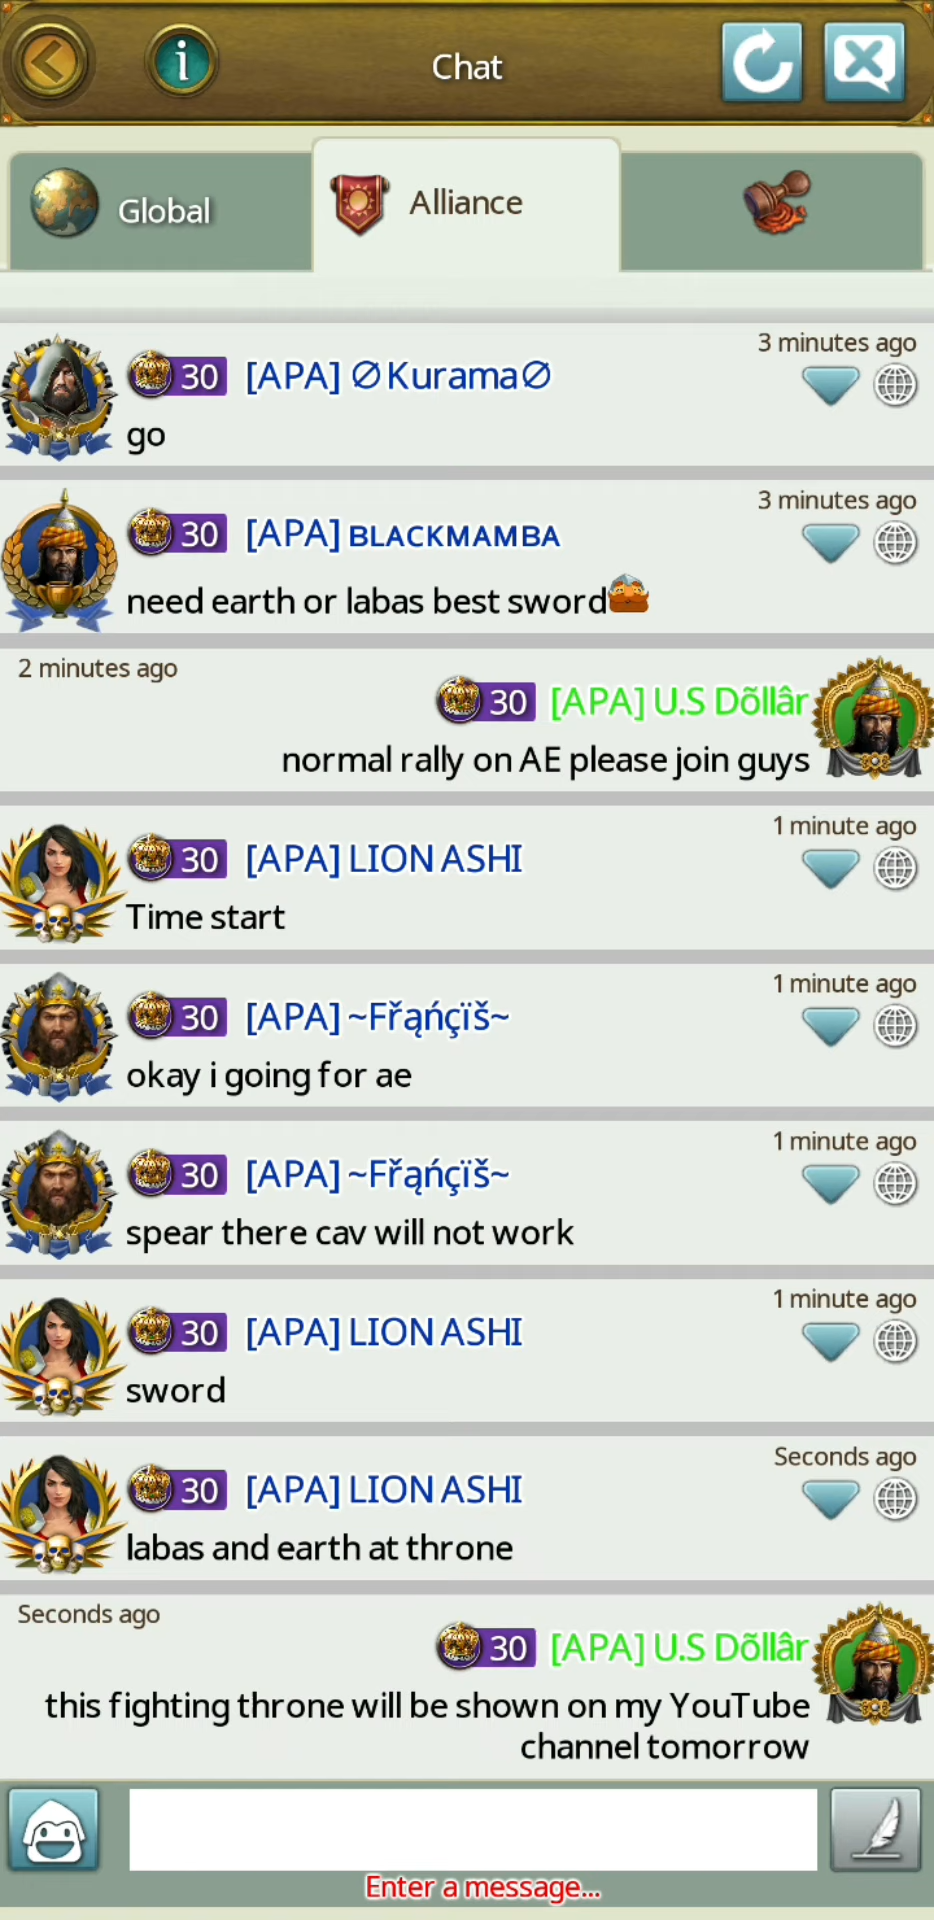 Chat
Global
Alliance
3 minutes ago
30 [APA] ∅Kurama∅
go
3 minutes ago
30 [APA] ʙʟᴀᴄᴋᴍᴀᴍʙᴀ
need earth or labas best sword
2 minutes ago
30 [APA] U.S Dõllâr
normal rally on AE please join guys
1 minute ago
30 [APA] LION ASHI
Time start
1 minute ago
30 [APA] ~Fřąńçïš~
okay i going for ae
1 minute ago
30 [APA] ~Fřąńçïš~
spear there cav will not work
1 minute ago
30 [APA] LION ASHI
sword
Seconds ago
30 [APA] LION ASHI
labas and earth at throne
Seconds ago
30 [APA] U.S Dõllâr
this fighting throne will be shown on my YouTube
channel tomorrow
Enter a message...